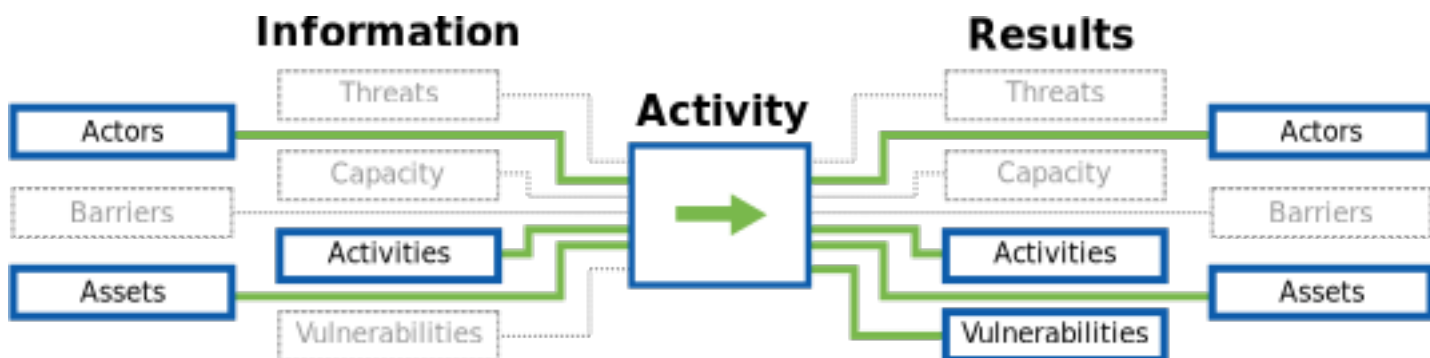 Information
Results
Threats
Activity
Threats
Actors
Actors
Capacity
Capacity
Barriers
Barriers
Activities
Activities
Assets
Assets
Vulnerabilities
Vulnerabilities